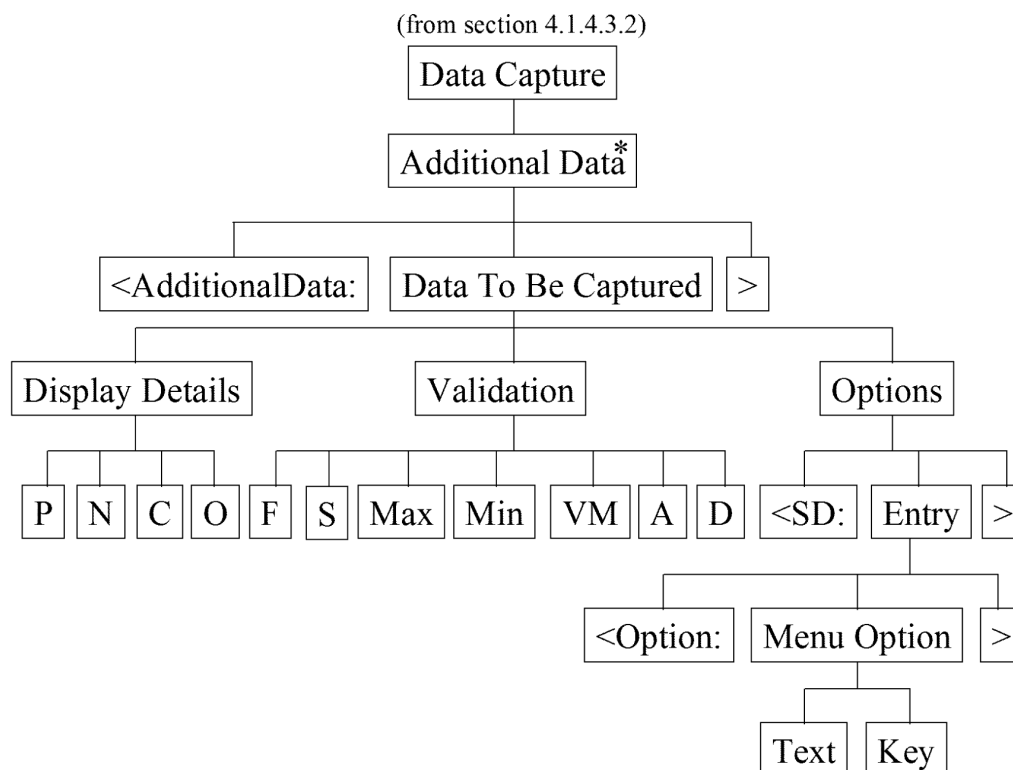 (from section 4.1.4.3.2)
Data Capture
Additional Data*
<AdditionalData: Data To Be Captured >
Display Details Validation Options
P N C O F S Max Min VM A D <SD: Entry >
<Option: Menu Option >
Text Key